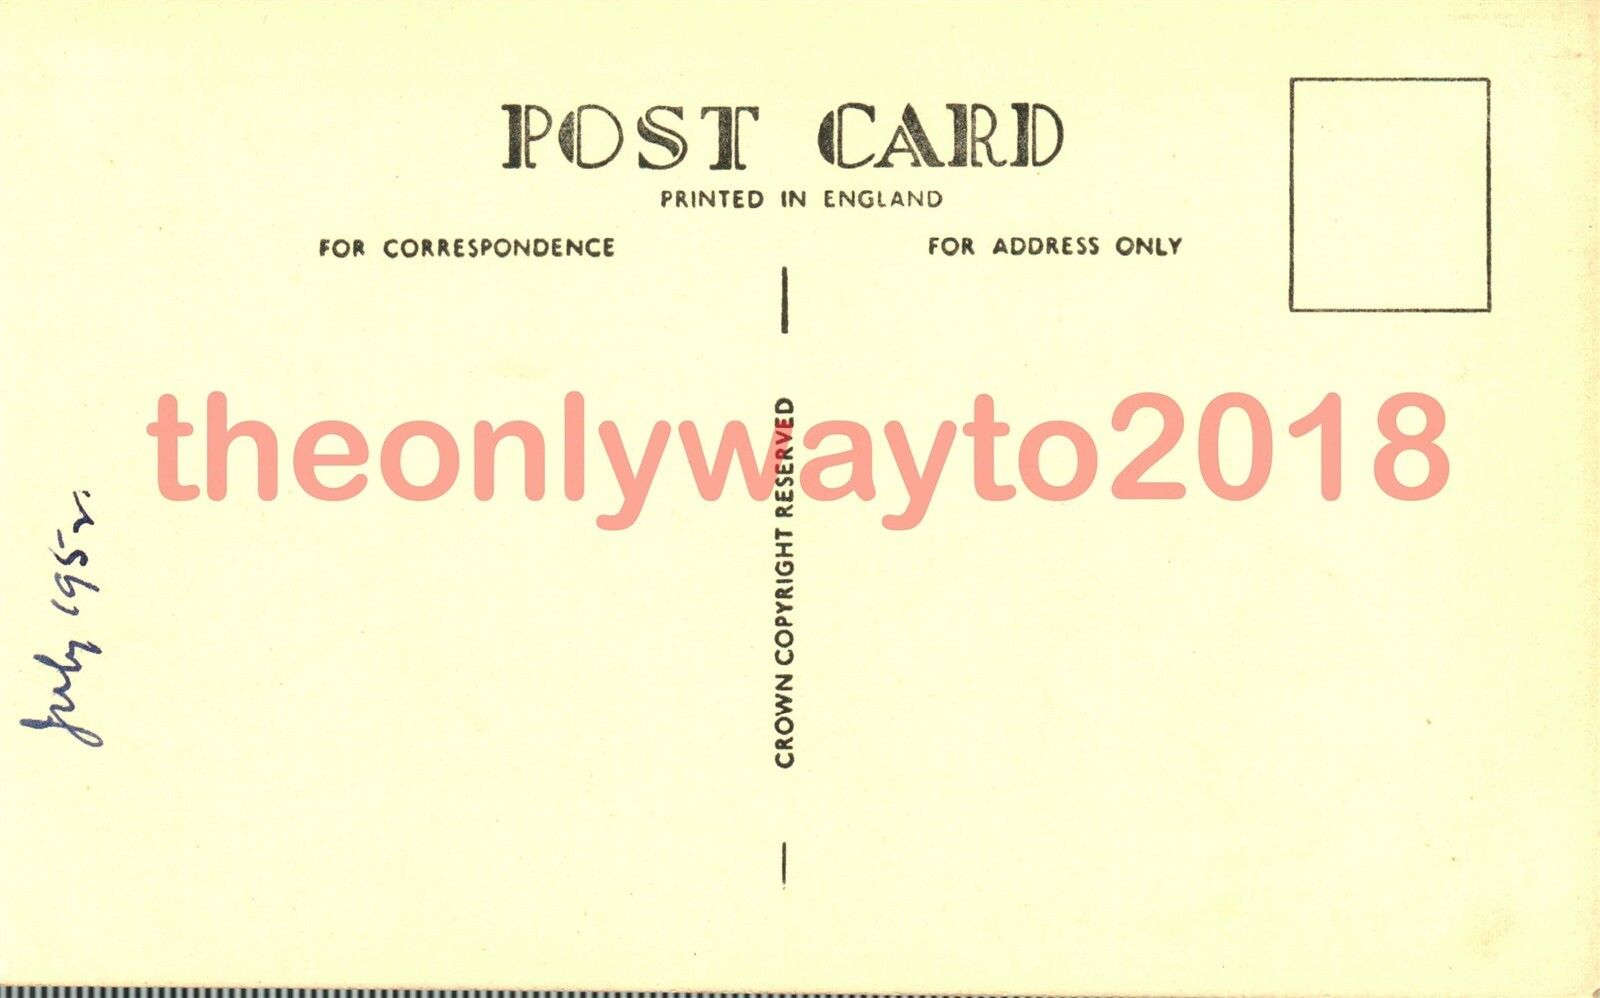 POST CARD
PRINTED IN ENGLAND
FOR CORRESPONDENCE
FOR ADDRESS ONLY
CROWN COPYRIGHT RESERVED
theonlywayto2018
July 1952.